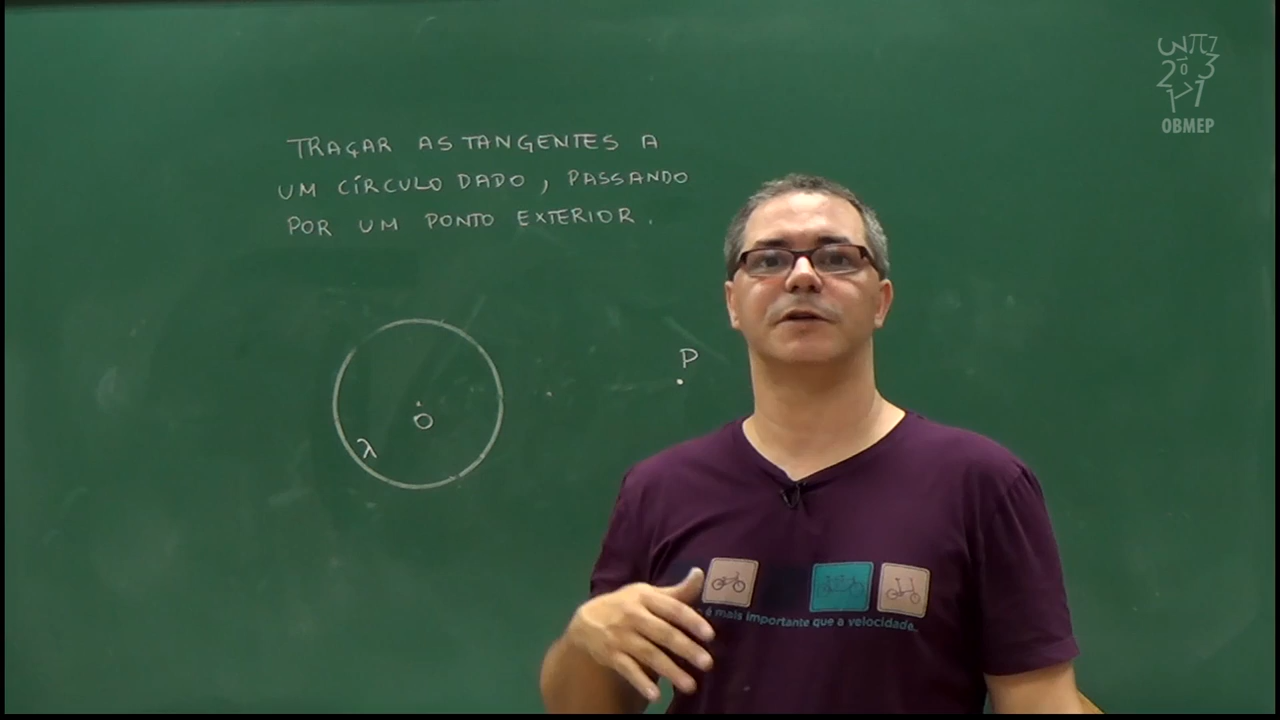 TRAÇAR AS TANGENTES A
UM CÍRCULO DADO, PASSANDO
POR UM PONTO EXTERIOR.
P
O
λ
é mais importante que a velocidade.
OBMEP